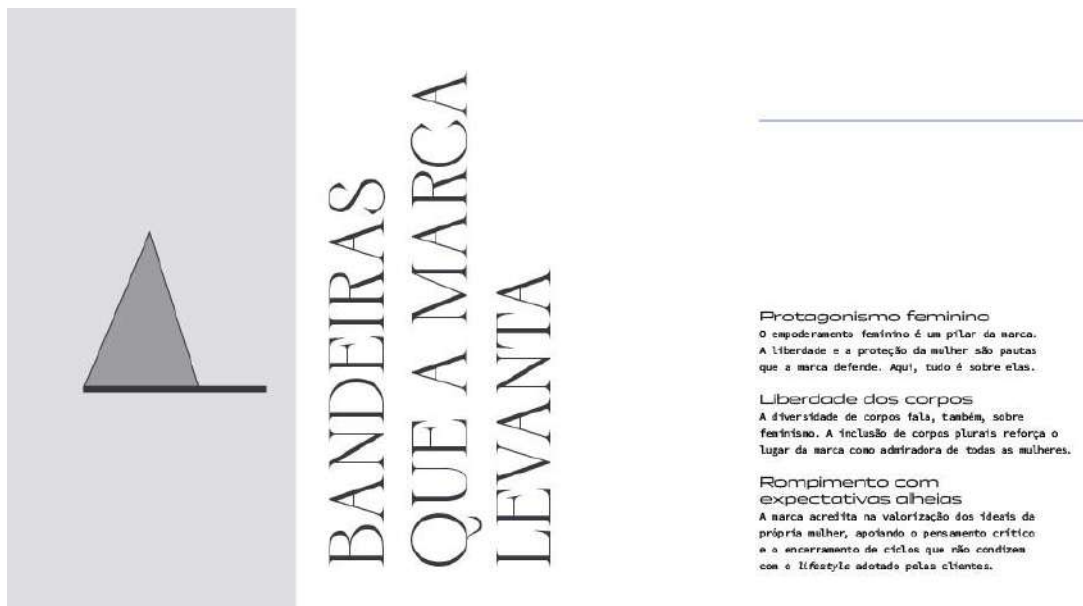 BANDEIRAS
QUE A MARCA
LEVANTA
Protagonismo feminino
O empoderamento feminino é um pilar da marca.
A liberdade e a proteção da mulher são pautas
que a marca defende. Aqui, tudo é sobre elas.
Liberdade dos corpos
A diversidade de corpos fala, também, sobre
feminismo. A inclusão de corpos plurais reforça o
lugar da marca como admiradora de todas as mulheres.
Rompimento com
expectativas alheias
A marca acredita na valorização dos ideais da
própria mulher, apoiando o pensamento crítico
e o encerramento de ciclos que não condizem
com o lifestyle adotado pelas clientes.